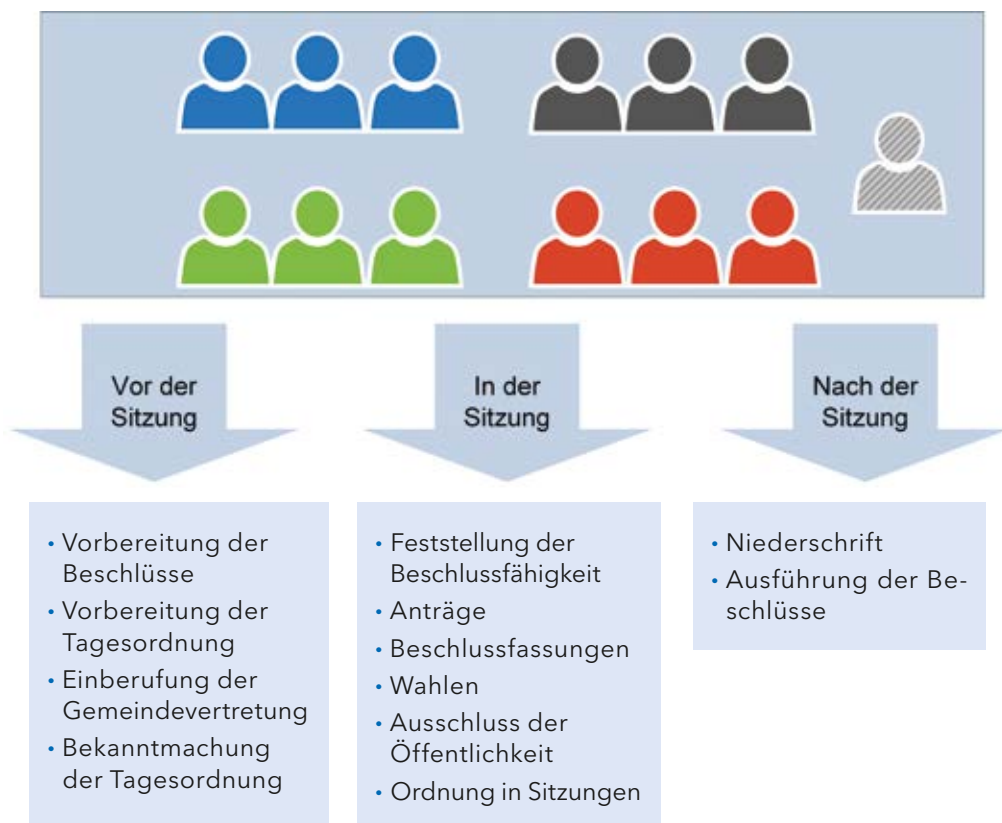 Vor der
Sitzung
In der
Sitzung
Nach der
Sitzung
• Vorbereitung der
Beschlüsse
• Vorbereitung der
Tagesordnung
• Einberufung der
Gemeindevertretung
• Bekanntmachung
der Tagesordnung
• Feststellung der
Beschlussfähigkeit
• Anträge
• Beschlussfassungen
• Wahlen
• Ausschluss der
Öffentlichkeit
• Ordnung in Sitzungen
• Niederschrift
• Ausführung der Be-
schlüsse